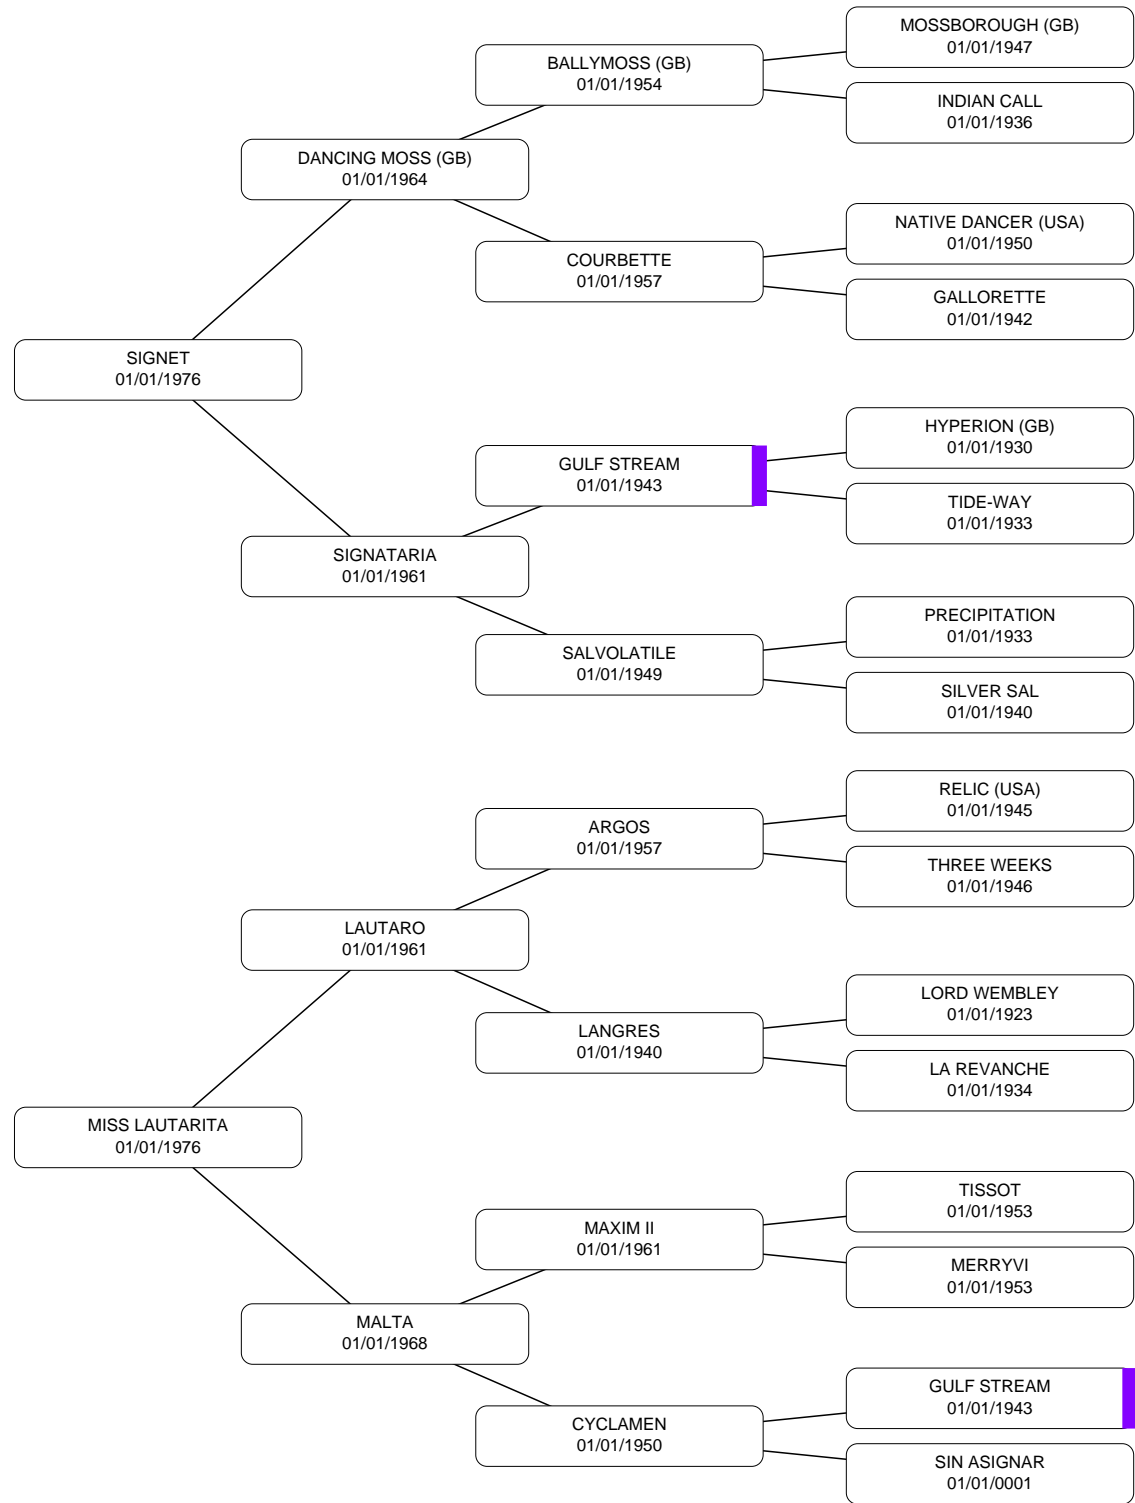 MOSSBOROUGH (GB)
01/01/1947
BALLYMOSS (GB)
01/01/1954
INDIAN CALL
01/01/1936
DANCING MOSS (GB)
01/01/1964
NATIVE DANCER (USA)
01/01/1950
COURBETTE
01/01/1957
GALLORETTE
01/01/1942
SIGNET
01/01/1976
HYPERION (GB)
01/01/1930
GULF STREAM
01/01/1943
TIDE-WAY
01/01/1933
SIGNATARIA
01/01/1961
PRECIPITATION
01/01/1933
SALVOLATILE
01/01/1949
SILVER SAL
01/01/1940
RELIC (USA)
01/01/1945
ARGOS
01/01/1957
THREE WEEKS
01/01/1946
LAUTARO
01/01/1961
LORD WEMBLEY
01/01/1923
LANGRES
01/01/1940
LA REVANCHE
01/01/1934
MISS LAUTARITA
01/01/1976
TISSOT
01/01/1953
MAXIM II
01/01/1961
MERRYVI
01/01/1953
MALTA
01/01/1968
GULF STREAM
01/01/1943
CYCLAMEN
01/01/1950
SIN ASIGNAR
01/01/0001